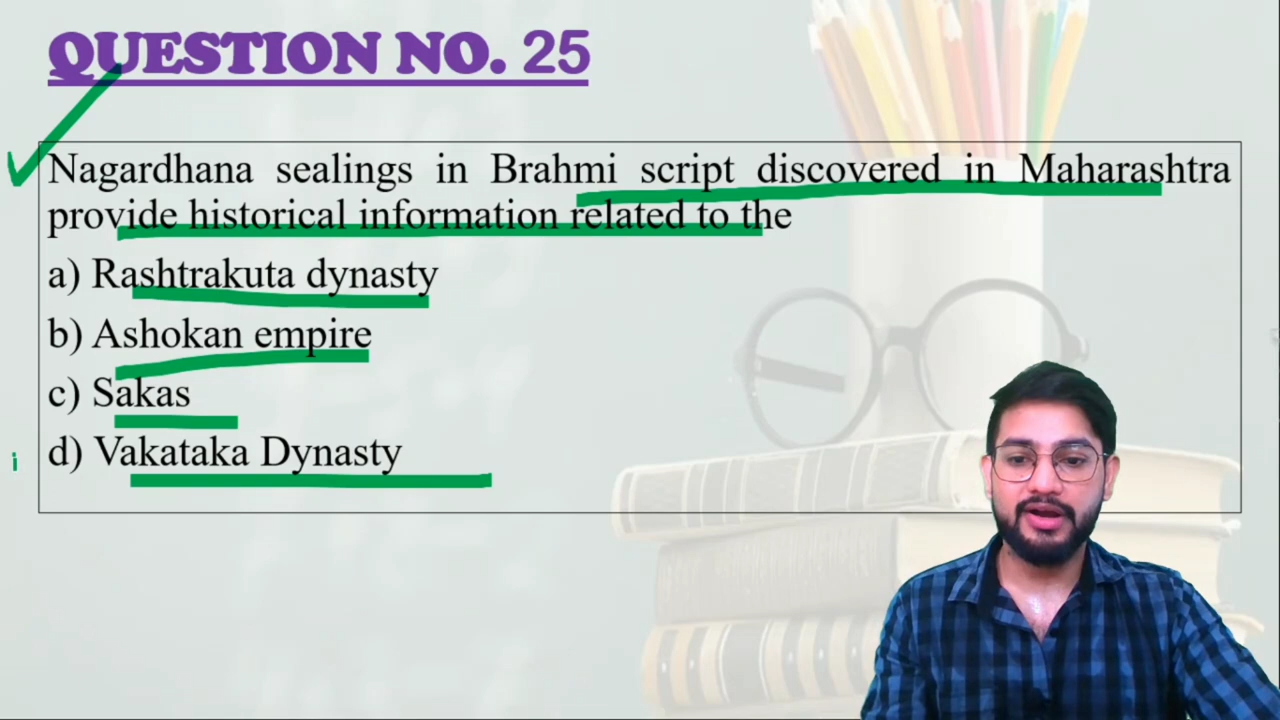 QUESTION NO. 25
Nagardhana sealings in Brahmi script discovered in Maharashtra
provide historical information related to the
a) Rashtrakuta dynasty
b) Ashokan empire
c) Sakas
d) Vakataka Dynasty